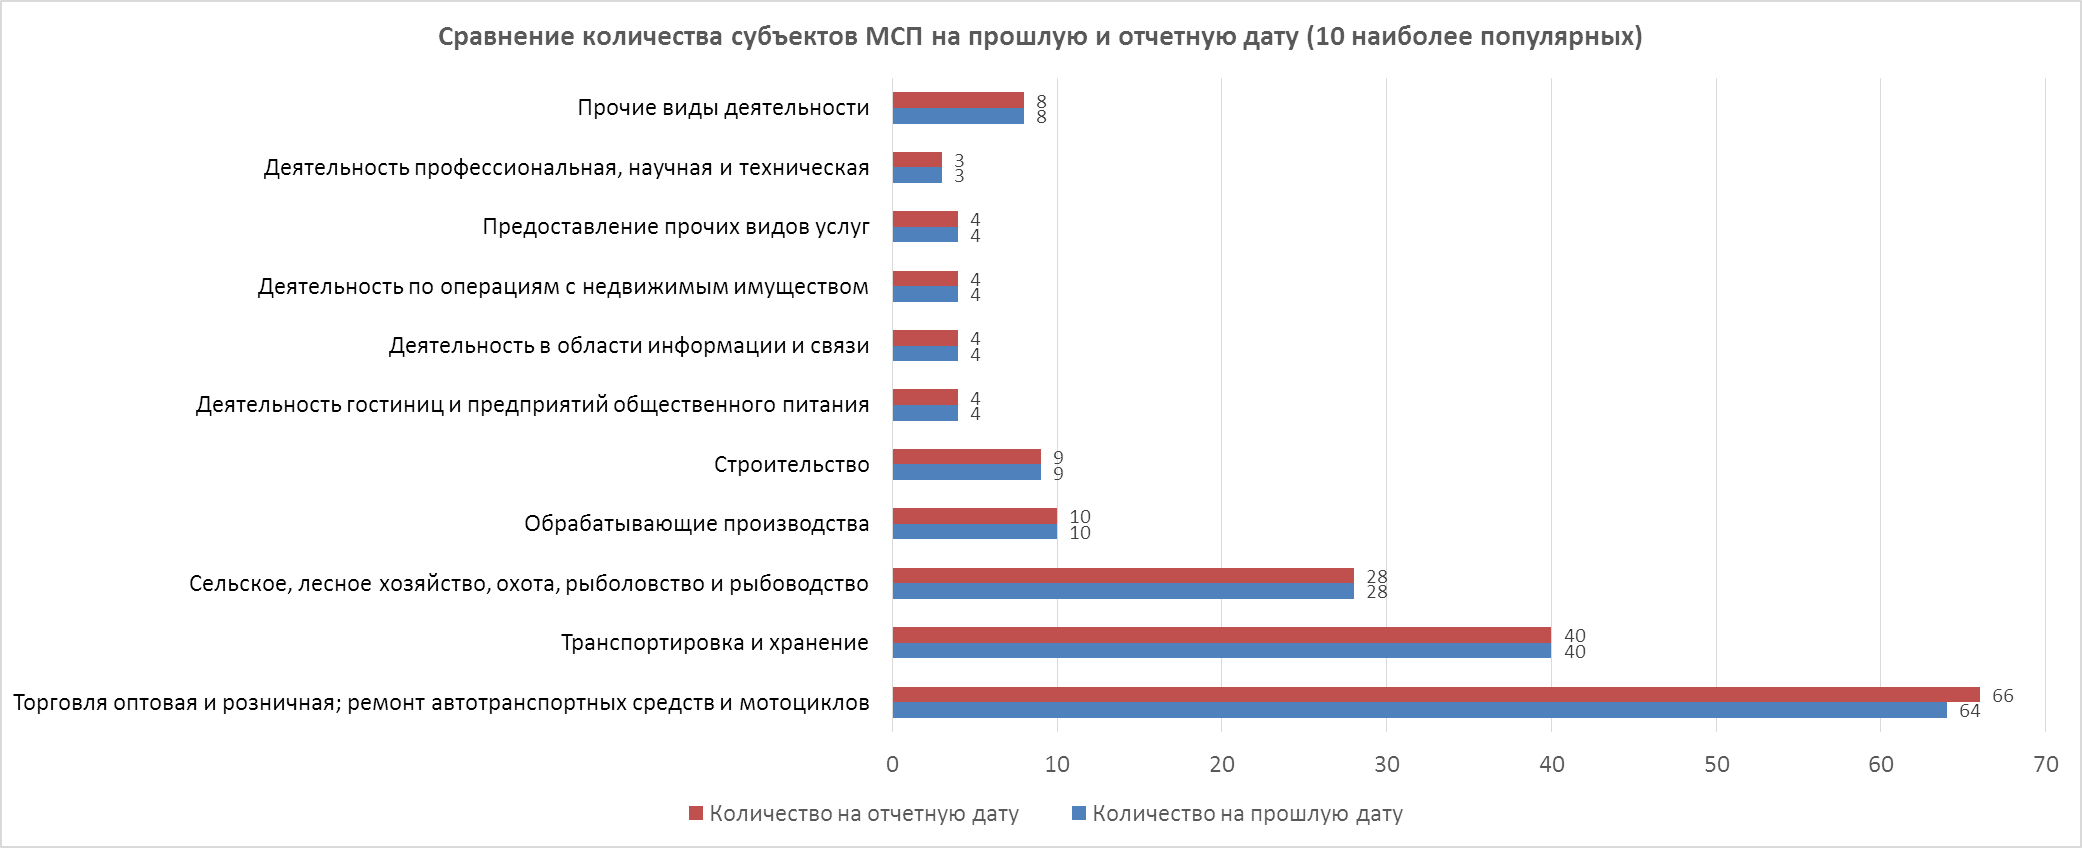 Сравнение количества субъектов МСП на прошлую и отчетную дату (10 наиболее популярных)
Прочие виды деятельности
8
8
Деятельность профессиональная, научная и техническая
3
3
Предоставление прочих видов услуг
4
4
Деятельность по операциям с недвижимым имуществом
4
4
Деятельность в области информации и связи
4
4
Деятельность гостиниц и предприятий общественного питания
4
4
Строительство
9
9
Обрабатывающие производства
10
10
Сельское, лесное хозяйство, охота, рыболовство и рыбоводство
28
28
Транспортировка и хранение
40
40
Торговля оптовая и розничная; ремонт автотранспортных средств и мотоциклов
66
64
0 10 20 30 40 50 60 70
Количество на отчетную дату Количество на прошлую дату